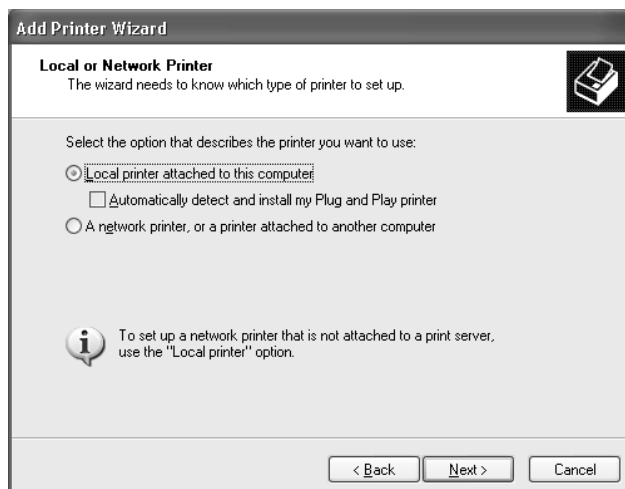 Add Printer Wizard
Local or Network Printer
The wizard needs to know which type of printer to set up.
Select the option that describes the printer you want to use:
Local printer attached to this computer
Automatically detect and install my Plug and Play printer
A network printer, or a printer attached to another computer
To set up a network printer that is not attached to a print server,
use the "Local printer" option.
< Back Next > Cancel